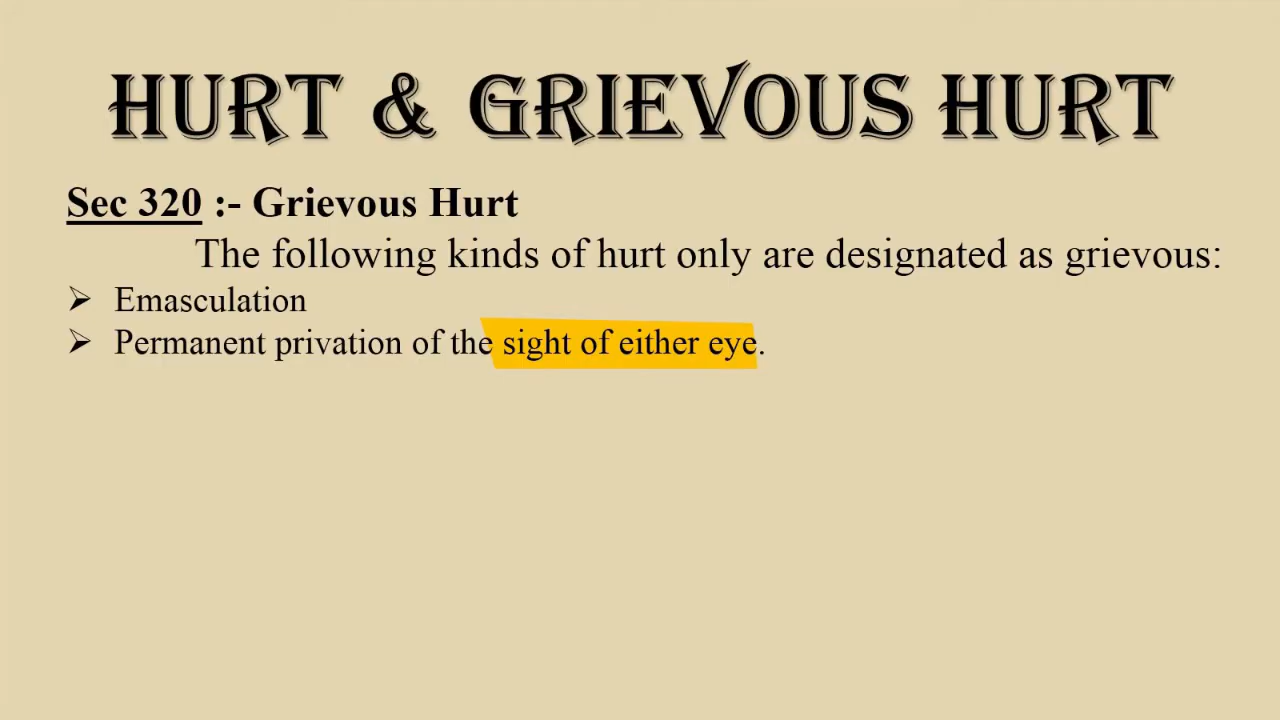 HURT & GRIEVOUS HURT
Sec 320 :- Grievous Hurt
The following kinds of hurt only are designated as grievous:
➢ Emasculation
➢ Permanent privation of the sight of either eye.